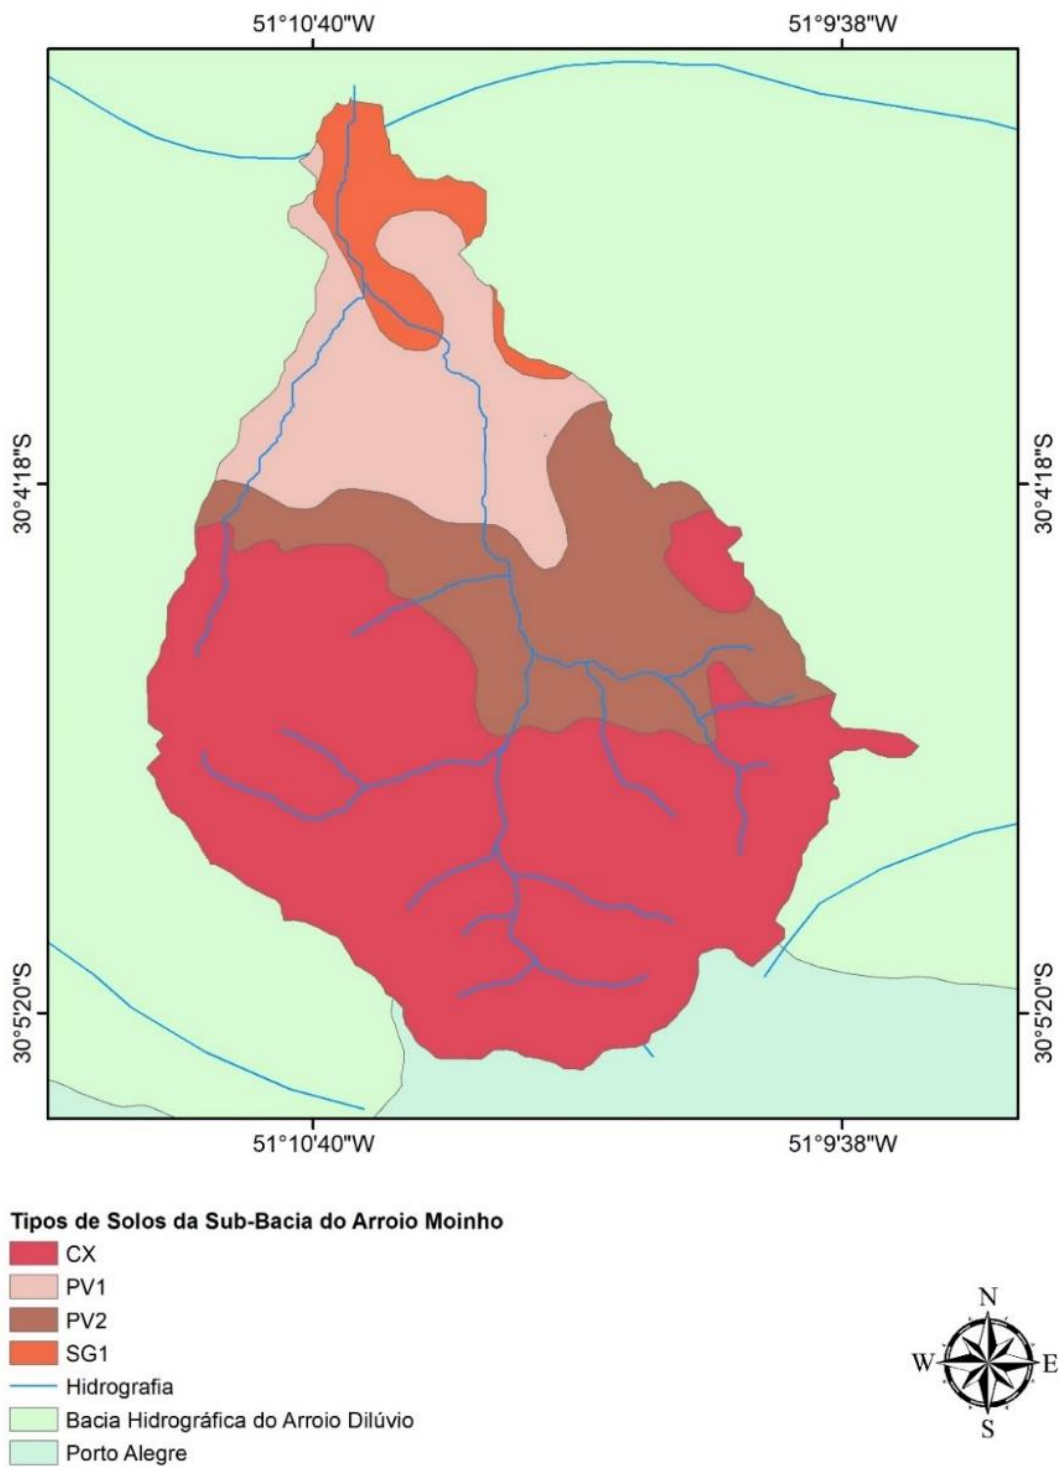 51°10'40"W 51°9'38"W
30°4'18"S 30°4'18"S
30°5'20"S 30°5'20"S
51°10'40"W 51°9'38"W
Tipos de Solos da Sub-Bacia do Arroio Moinho
CX
PV1
PV2
SG1
Hidrografia
Bacia Hidrográfica do Arroio Dilúvio
Porto Alegre
N
W E
S